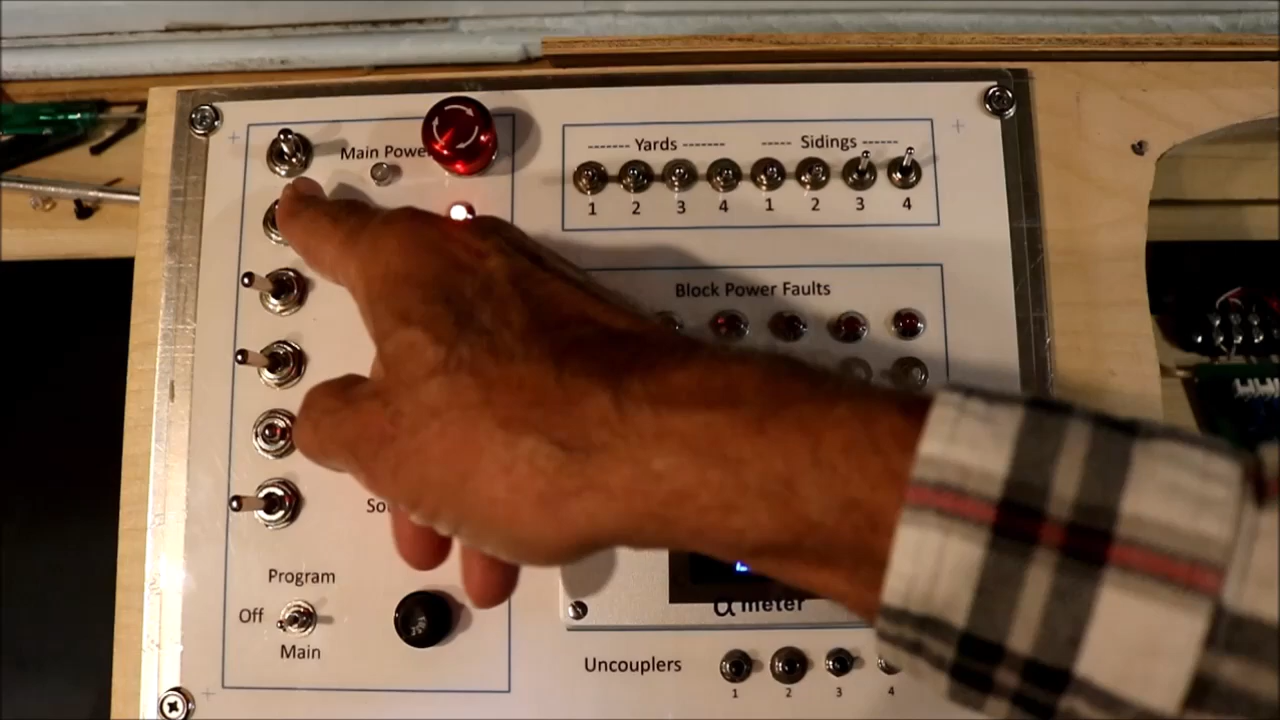 Main Power
------- Yards ------- ----- Sidings ------
1 2 3 4 1 2 3 4
Block Power Faults
Program
Off
Main
α meter
Uncouplers
1 2 3 4